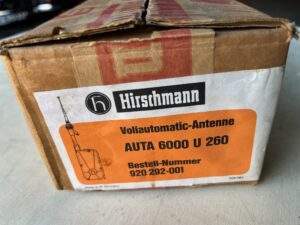 h Hirschmann
Vollautomatic-Antenne
AUTA 6000 U 260
Bestell-Nummer
920 292-001